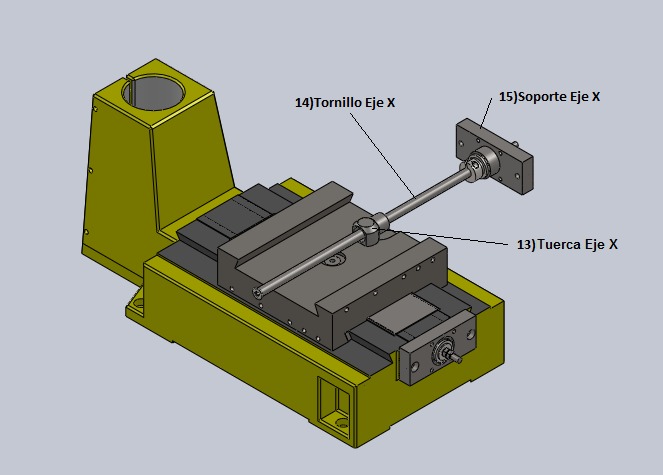 15)Soporte Eje X
14)Tornillo Eje X
13)Tuerca Eje X